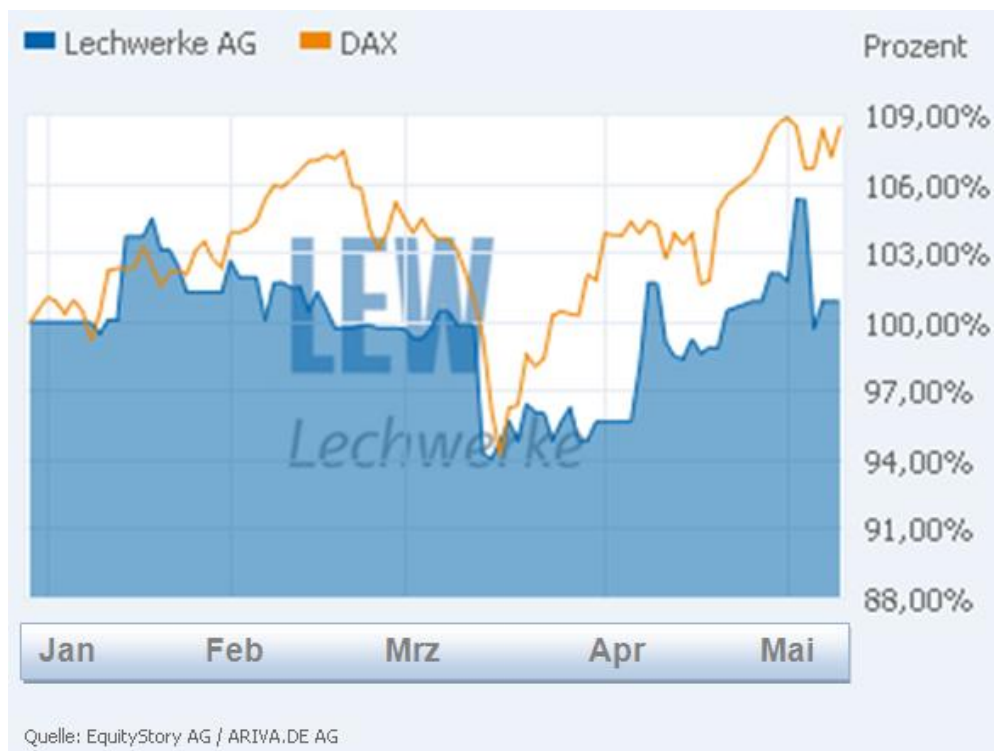 Lechwerke AG DAX Prozent
109,00%
106,00%
103,00%
100,00%
97,00%
94,00%
91,00%
88,00%
LEW
Lechwerke
Jan Feb Mrz Apr Mai
Quelle: EquityStory AG / ARIVA.DE AG